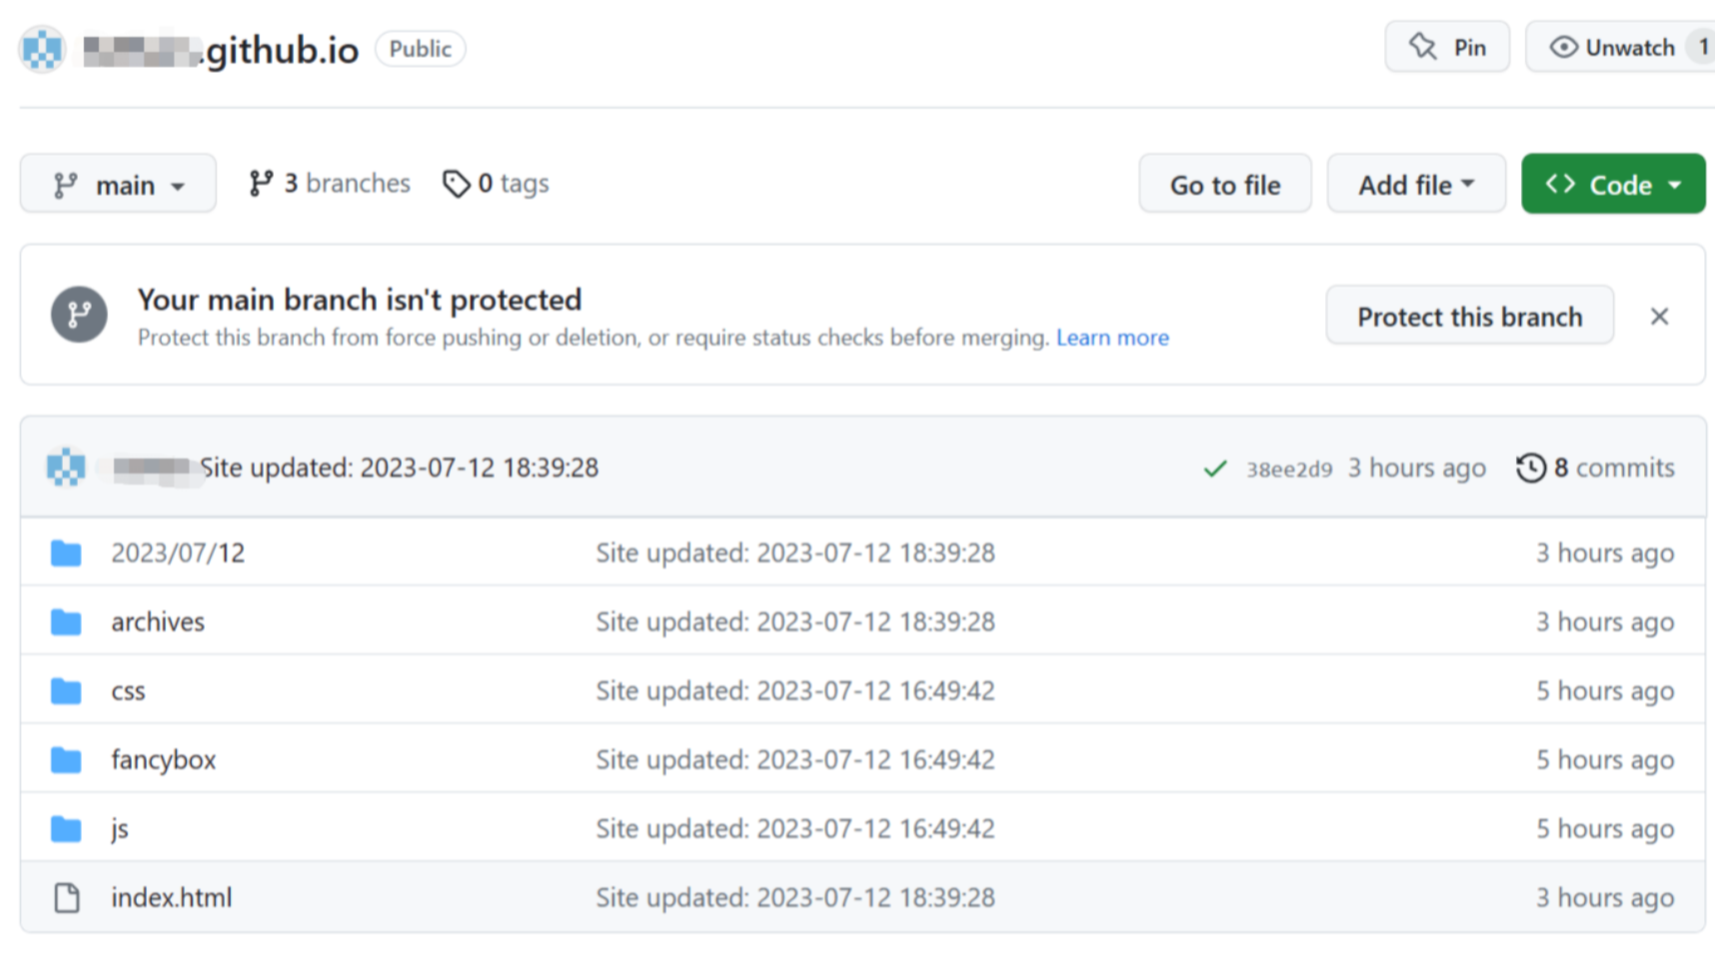 .github.io Public Pin Unwatch 1
main 3 branches 0 tags Go to file Add file Code
Your main branch isn't protected
Protect this branch from force pushing or deletion, or require status checks before merging. Learn more
Protect this branch
Site updated: 2023-07-12 18:39:28 38ee2d9 3 hours ago 8 commits
2023/07/12 Site updated: 2023-07-12 18:39:28 3 hours ago
archives Site updated: 2023-07-12 18:39:28 3 hours ago
css Site updated: 2023-07-12 16:49:42 5 hours ago
fancybox Site updated: 2023-07-12 16:49:42 5 hours ago
js Site updated: 2023-07-12 16:49:42 5 hours ago
index.html Site updated: 2023-07-12 18:39:28 3 hours ago